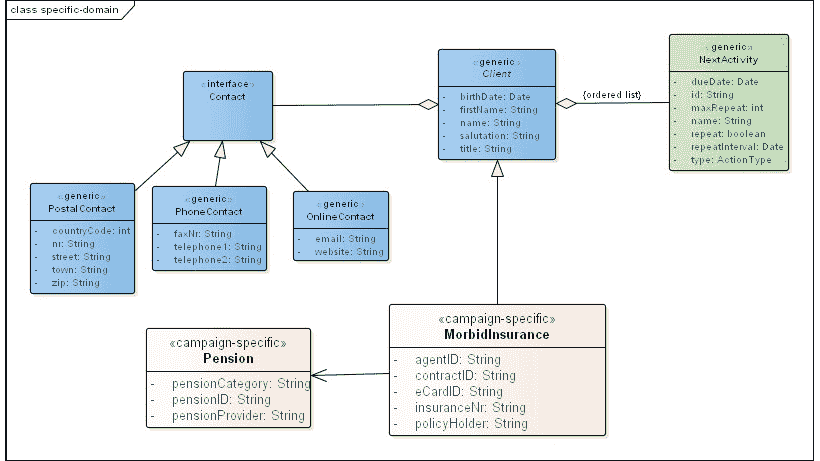 class specific-domain
«interface»
Contact
«generic»
Client
- birthDate: Date
- firstName: String
- name: String
- salutation: String
- title: String
{ordered list}
«generic»
NextActivity
- dueDate: Date
- id: String
- maxRepeat: int
- name: String
- repeat: boolean
- repeatInterval: Date
- type: ActionType
«generic»
PostalContact
- countryCode: int
- nr: String
- street: String
- town: String
- zip: String
«generic»
PhoneContact
- faxNr: String
- telephone1: String
- telephone2: String
«generic»
OnlineContact
- email: String
- website: String
«campaign-specific»
Pension
- pensionCategory: String
- pensionID: String
- pensionProvider: String
«campaign-specific»
MorbidInsurance
- agentID: String
- contractID: String
- eCardID: String
- insuranceNr: String
- policyHolder: String